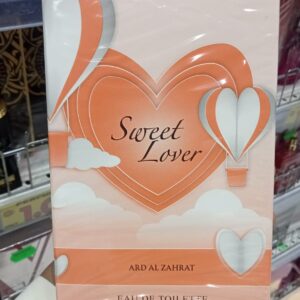 Sweet
Lover
ARD AL ZAHRAT
EAU DE TOILETTE